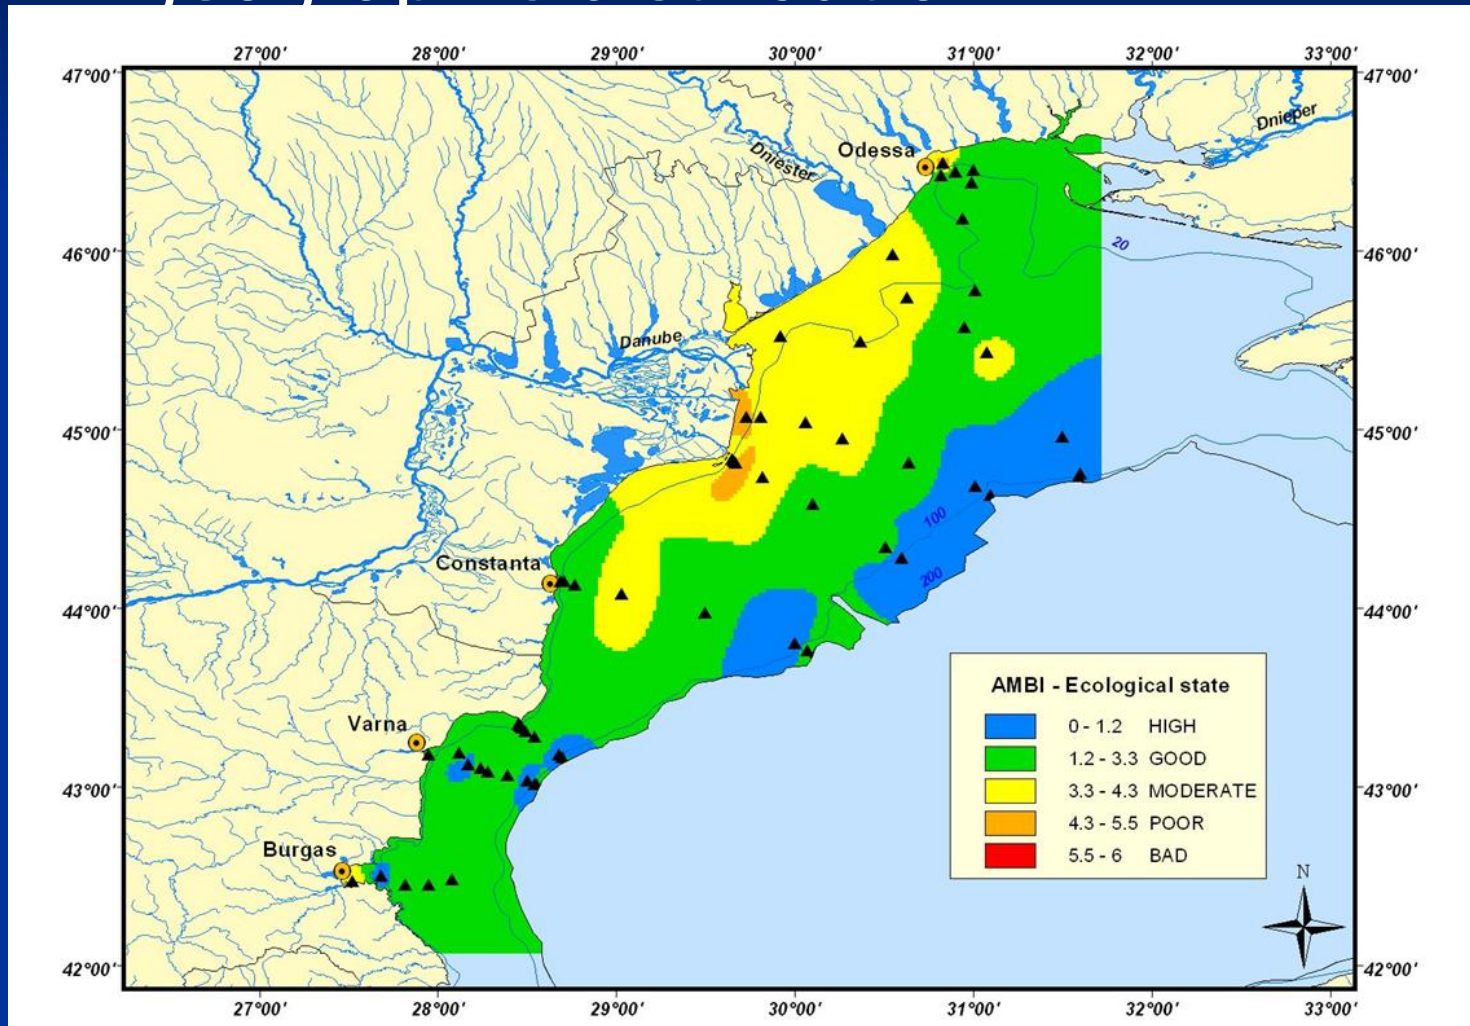 27°00′ 28°00′ 29°00′ 30°00′ 31°00′ 32°00′ 33°00′
47°00′ 47°00′
Dnieper
Odessa
Dniester
20
46°00′ 46°00′
Danube
45°00′ 45°00′
100
Constanta
200
44°00′ 44°00′
AMBI - Ecological state
Varna
0 - 1.2 HIGH
1.2 - 3.3 GOOD
43°00′ 43°00′
3.3 - 4.3 MODERATE
4.3 - 5.5 POOR
Burgas
5.5 - 6 BAD
N
42°00′ 42°00′
27°00′ 28°00′ 29°00′ 30°00′ 31°00′ 32°00′ 33°00′